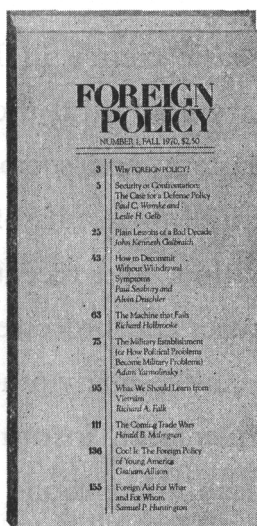 FOREIGN
POLICY
NUMBER 1, FALL 1970, $2.50
3 Why FOREIGN POLICY?
5 Security or Confrontation:
The Case for a Defense Policy
Paul C. Warnke and
Leslie H. Gelb
25 Plain Lessons of a Bad Decade
John Kenneth Galbraith
43 How to Decommit
Without Withdrawal
Symptoms
Paul Seabury and
Alvin Drischler
63 The Machine that Fails
Richard Holbrooke
75 The Military Establishment
(or How Political Problems
Become Military Problems)
Adam Yarmolinsky
95 What We Should Learn from
Vietnam
Richard A. Falk
111 The Coming Trade Wars
Harald B. Malmgren
136 Cool It: The Foreign Policy
of Young America
Graham Allison
155 Foreign Aid For What
and For Whom
Samuel P. Huntington